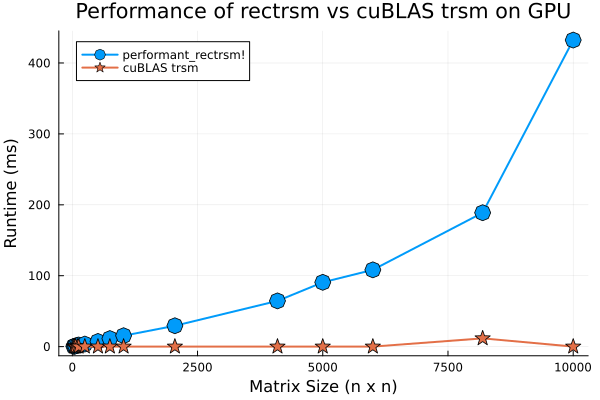 Performance of rectrsm vs cuBLAS trsm on GPU
performant_rectrsm!
cuBLAS trsm
Runtime (ms)
400
300
200
100
0
0
2500
5000
7500
10000
Matrix Size (n x n)